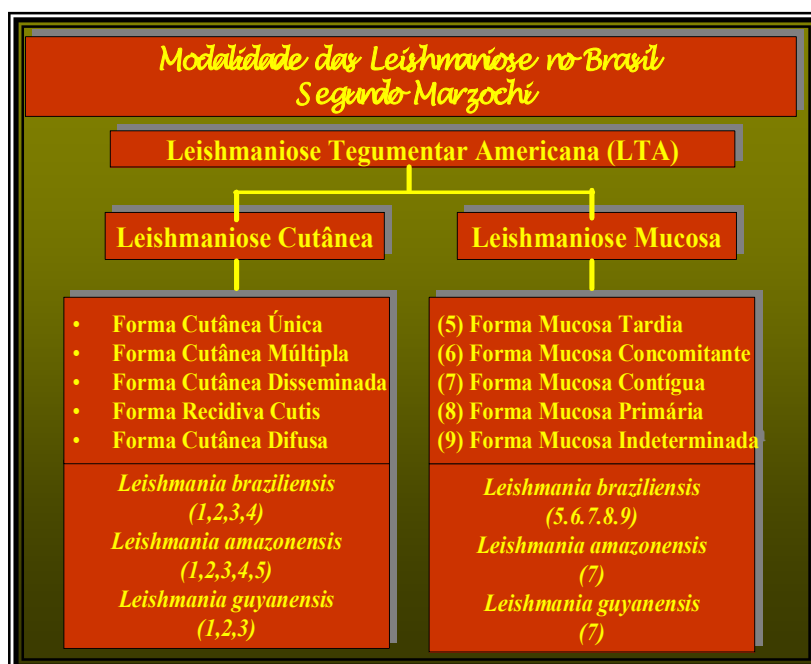 Modalidade das Leishmaniose no Brasil
Segundo Marzochi
Leishmaniose Tegumentar Americana (LTA)
Leishmaniose Cutânea
• Forma Cutânea Única
• Forma Cutânea Múltipla
• Forma Cutânea Disseminada
• Forma Recidiva Cutis
• Forma Cutânea Difusa
Leishmania braziliensis
(1,2,3,4)
Leishmania amazonensis
(1,2,3,4,5)
Leishmania guyanensis
(1,2,3)
Leishmaniose Mucosa
(5) Forma Mucosa Tardia
(6) Forma Mucosa Concomitante
(7) Forma Mucosa Contígua
(8) Forma Mucosa Primária
(9) Forma Mucosa Indeterminada
Leishmania braziliensis
(5.6.7.8.9)
Leishmania amazonensis
(7)
Leishmania guyanensis
(7)